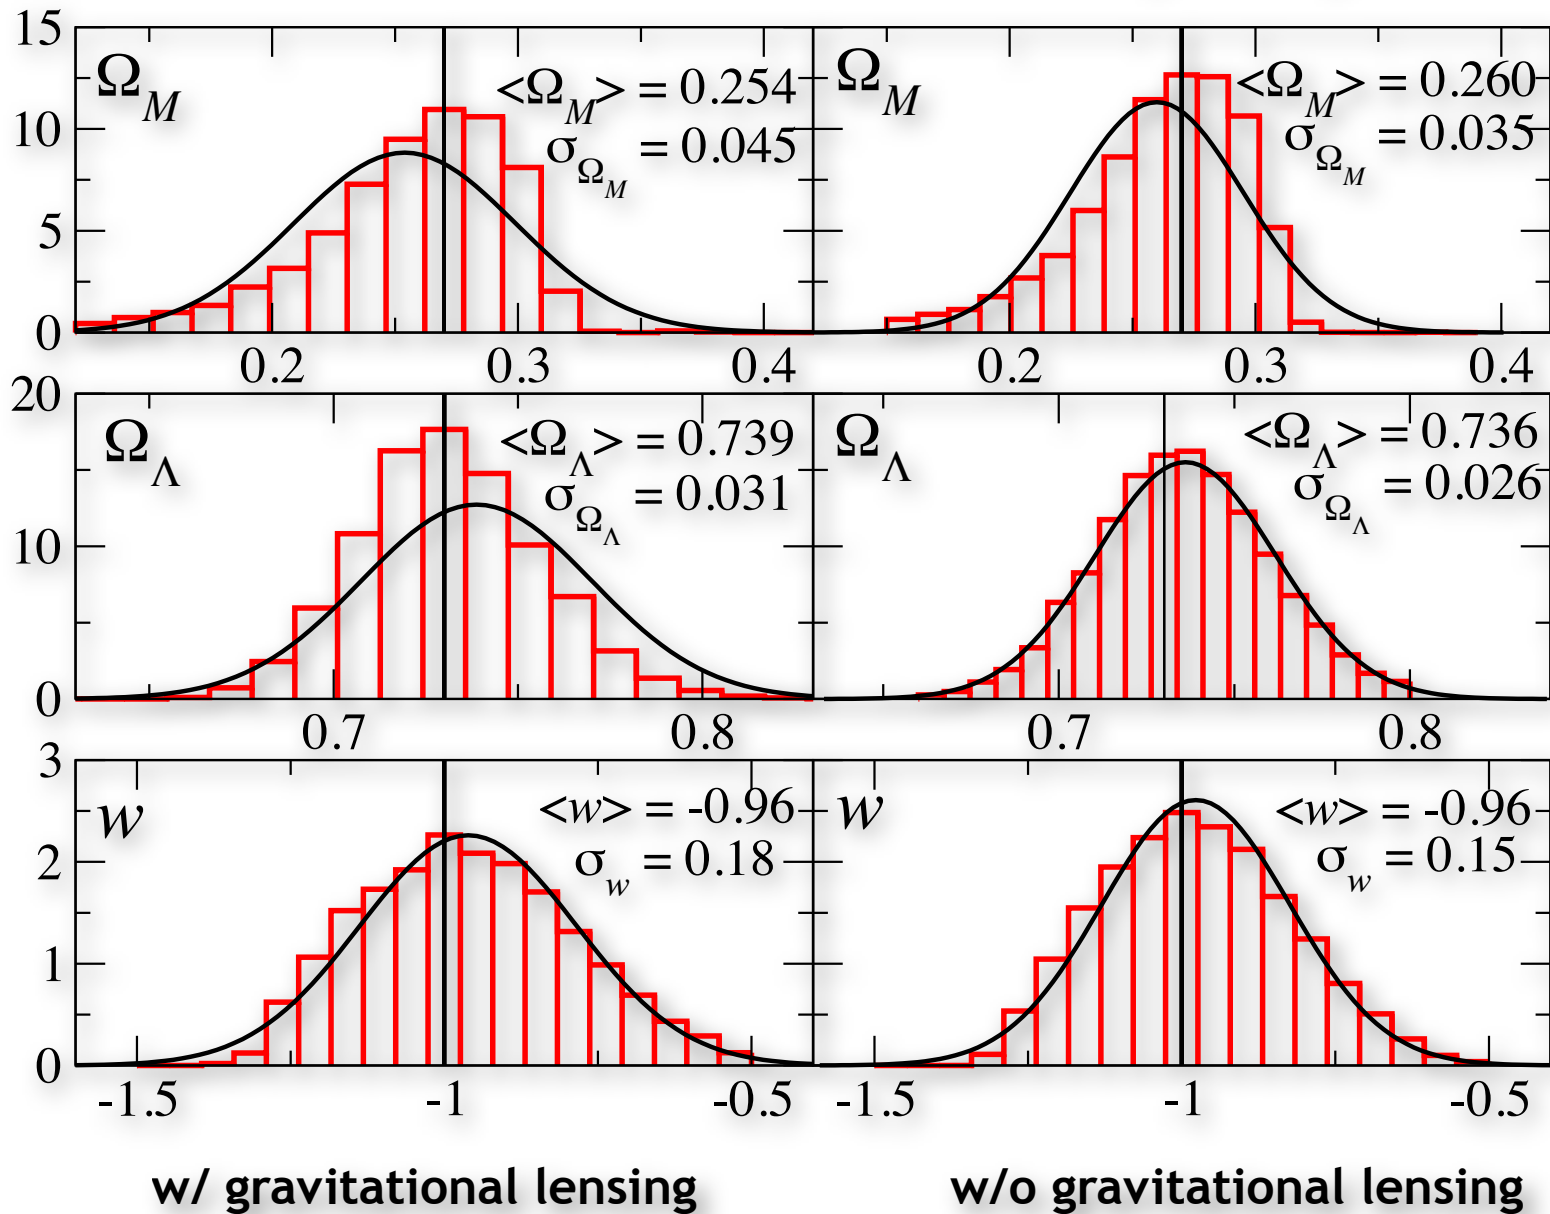 15
10
5
0
Ω_M
<Ω_M> = 0.254
σ_Ω_M = 0.045
0.2 0.3 0.4
Ω_M
<Ω_M> = 0.260
σ_Ω_M = 0.035
0.2 0.3 0.4
20
10
0
Ω_Λ
<Ω_Λ> = 0.739
σ_Ω_Λ = 0.031
0.7 0.8
Ω_Λ
<Ω_Λ> = 0.736
σ_Ω_Λ = 0.026
0.7 0.8
3
2
1
0
w
<w> = -0.96
σ_w = 0.18
-1.5 -1 -0.5
w
<w> = -0.96
σ_w = 0.15
-1.5 -1 -0.5
w/ gravitational lensing
w/o gravitational lensing